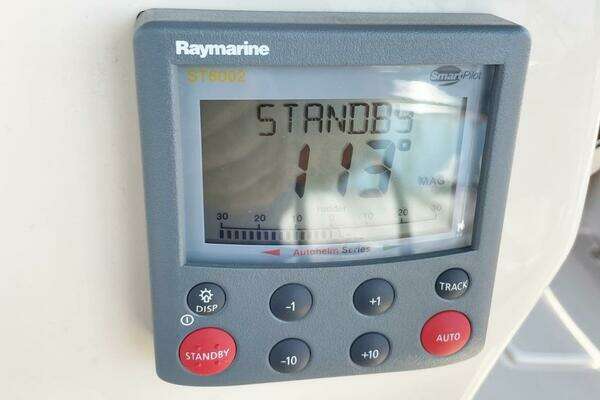 Raymarine
ST6002
SmartPilot
STANDBY
113°
MAG
rudder
30 20 10 0 10 20 30
Autohelm Series
DISP
-1
+1
TRACK
STANDBY
-10
+10
AUTO